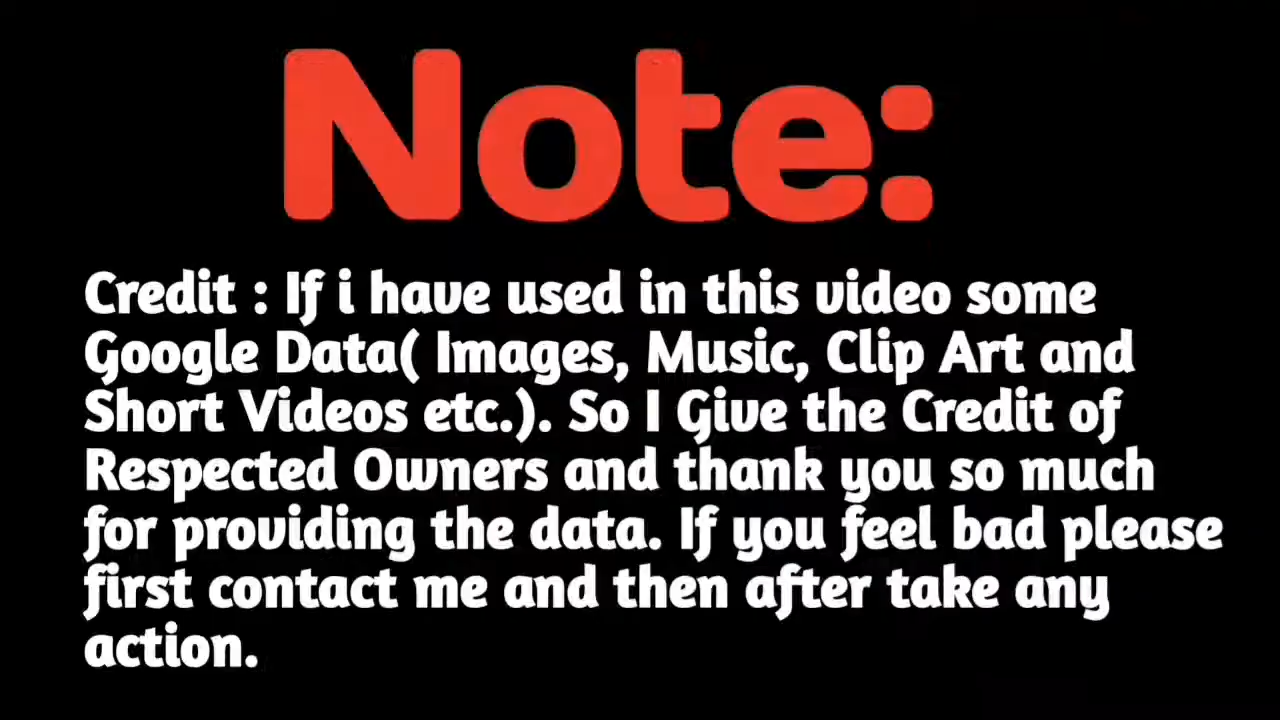 Note:
Credit : If i have used in this video some
Google Data( Images, Music, Clip Art and
Short Videos etc.). So I Give the Credit of
Respected Owners and thank you so much
for providing the data. If you feel bad please
first contact me and then after take any
action.